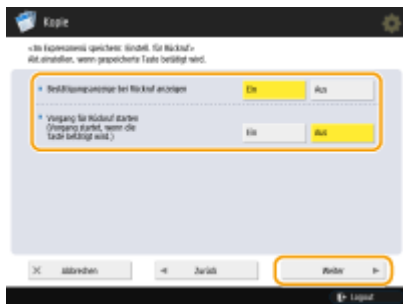 Kopie
<Im Expressmenü speichern: Einstell. für Rückruf>
Akt.einstellen, wenn gespeicherte Taste betätigt wird.
Bestätigungsanzeige bei Rückruf anzeigen
Ein
Aus
Vorgang für Rückruf starten
(Vorgang startet, wenn die
Taste betätigt wird.)
Ein
Aus
Abbrechen
Zurück
Weiter
Logout